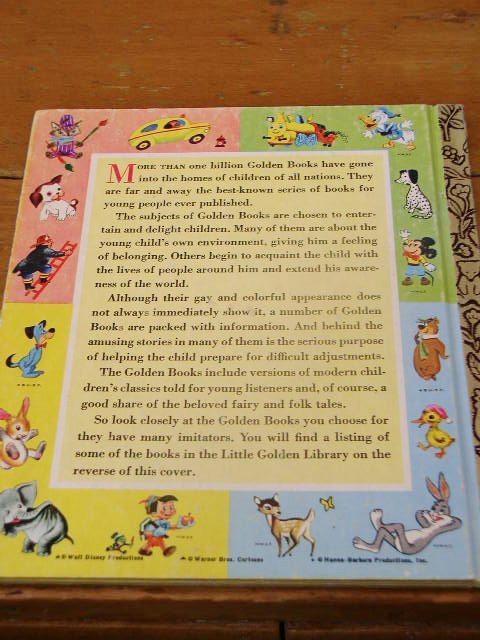 MORE THAN one billion Golden Books have gone
into the homes of children of all nations. They
are far and away the best-known series of books for
young people ever published.
The subjects of Golden Books are chosen to enter-
tain and delight children. Many of them are about the
young child's own environment, giving him a feeling
of belonging. Others begin to acquaint the child with
the lives of people around him and extend his aware-
ness of the world.
Although their gay and colorful appearance does
not always immediately show it, a number of Golden
Books are packed with information. And behind the
amusing stories in many of them is the serious purpose
of helping the child prepare for difficult adjustments.
The Golden Books include versions of modern chil-
dren's classics told for young listeners and, of course, a
good share of the beloved fairy and folk tales.
So look closely at the Golden Books you choose for
they have many imitators. You will find a listing of
some of the books in the Little Golden Library on the
reverse of this cover.
© Walt Disney Productions © Warner Bros. Cartoons © Hanna-Barbera Productions, Inc.